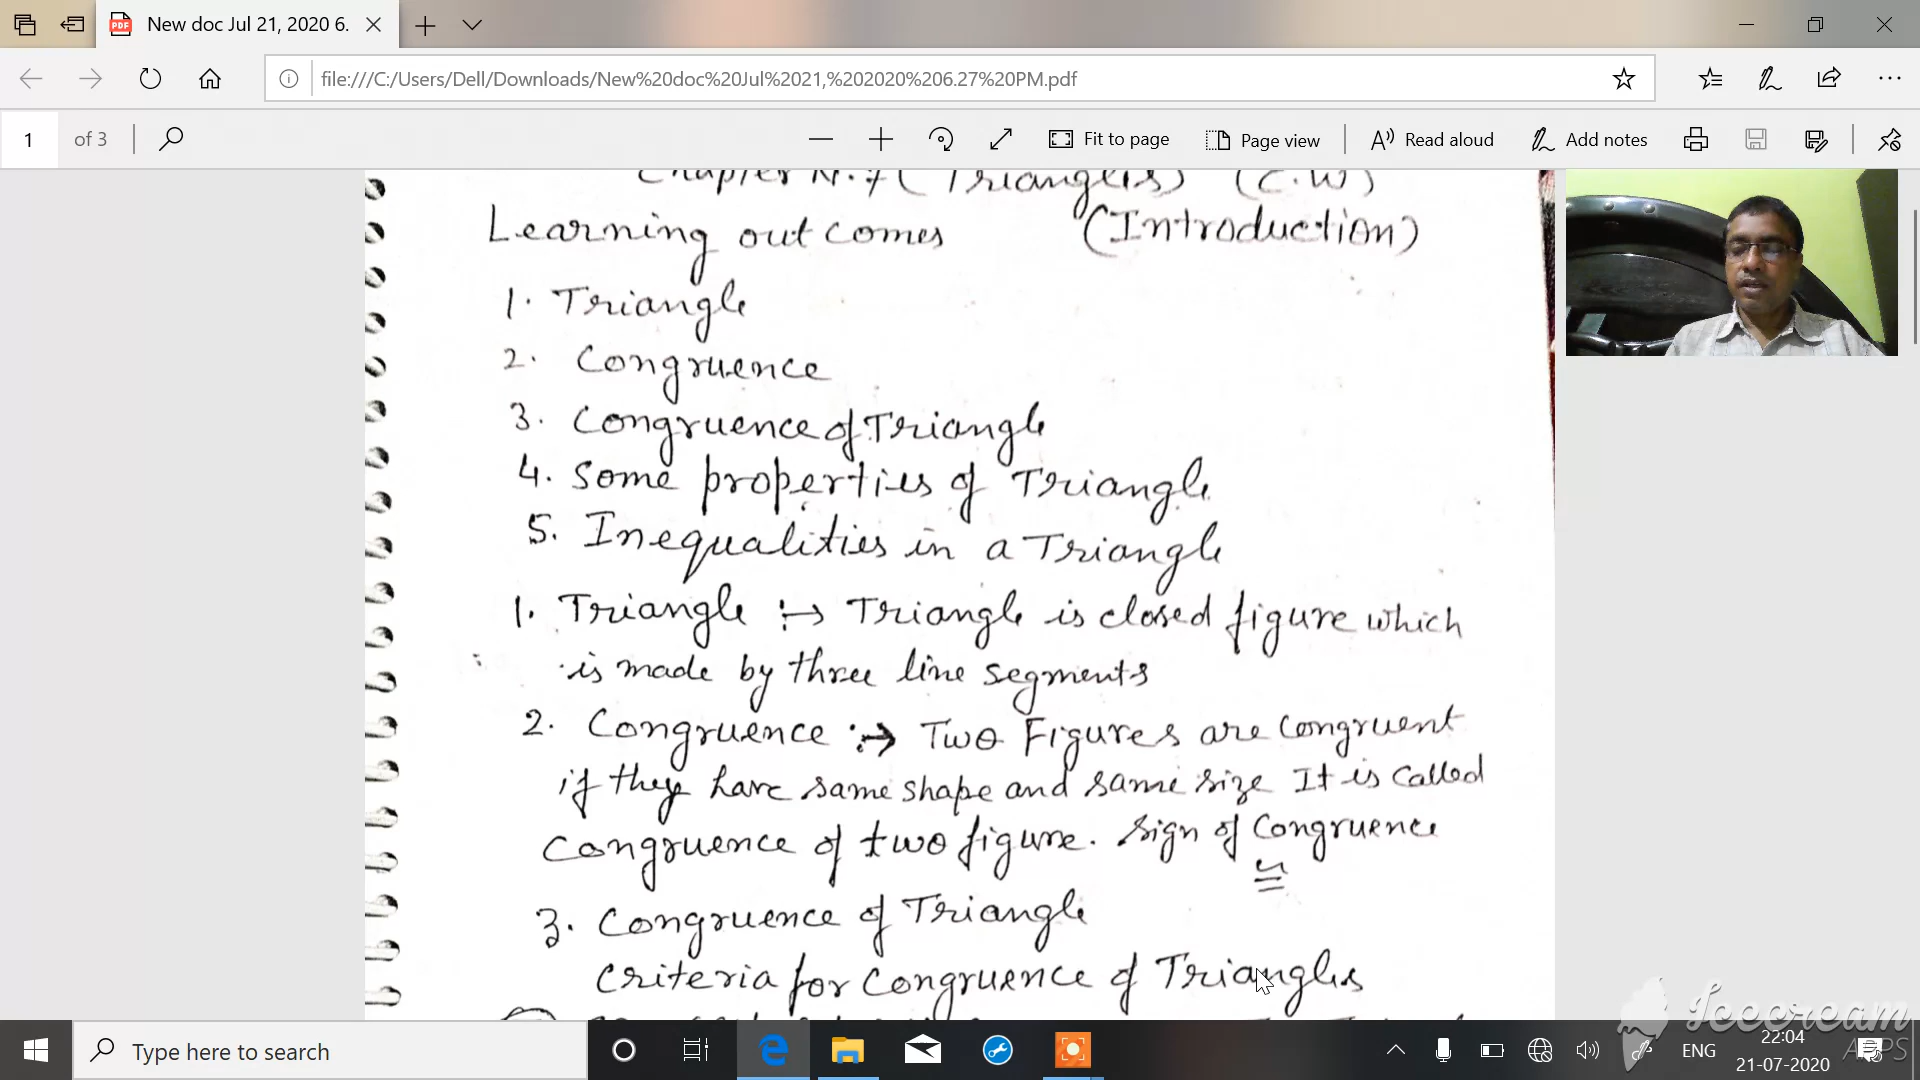 New doc Jul 21, 2020 6.
file:///C:/Users/Dell/Downloads/New%20doc%20Jul%2021,%202020%206.27%20PM.pdf
1 of 3 Fit to page Page view Read aloud Add notes
Chapter N.7 (Triangles) (C.W)
Learning out comes (Introduction)
1. Triangle
2. Congruence
3. Congruence of Triangle
4. Some properties of Triangle
5. Inequalities in a Triangle
1. Triangle :→ Triangle is closed figure which
is made by three line segments
2. Congruence :→ Two Figures are congruent
if they have same shape and same size It is called
Congruence of two figure. Sign of Congruence
≅
3. Congruence of Triangle
Criteria for Congruence of Triangles
Icecream
APPS
Type here to search
ENG
22:04
21-07-2020